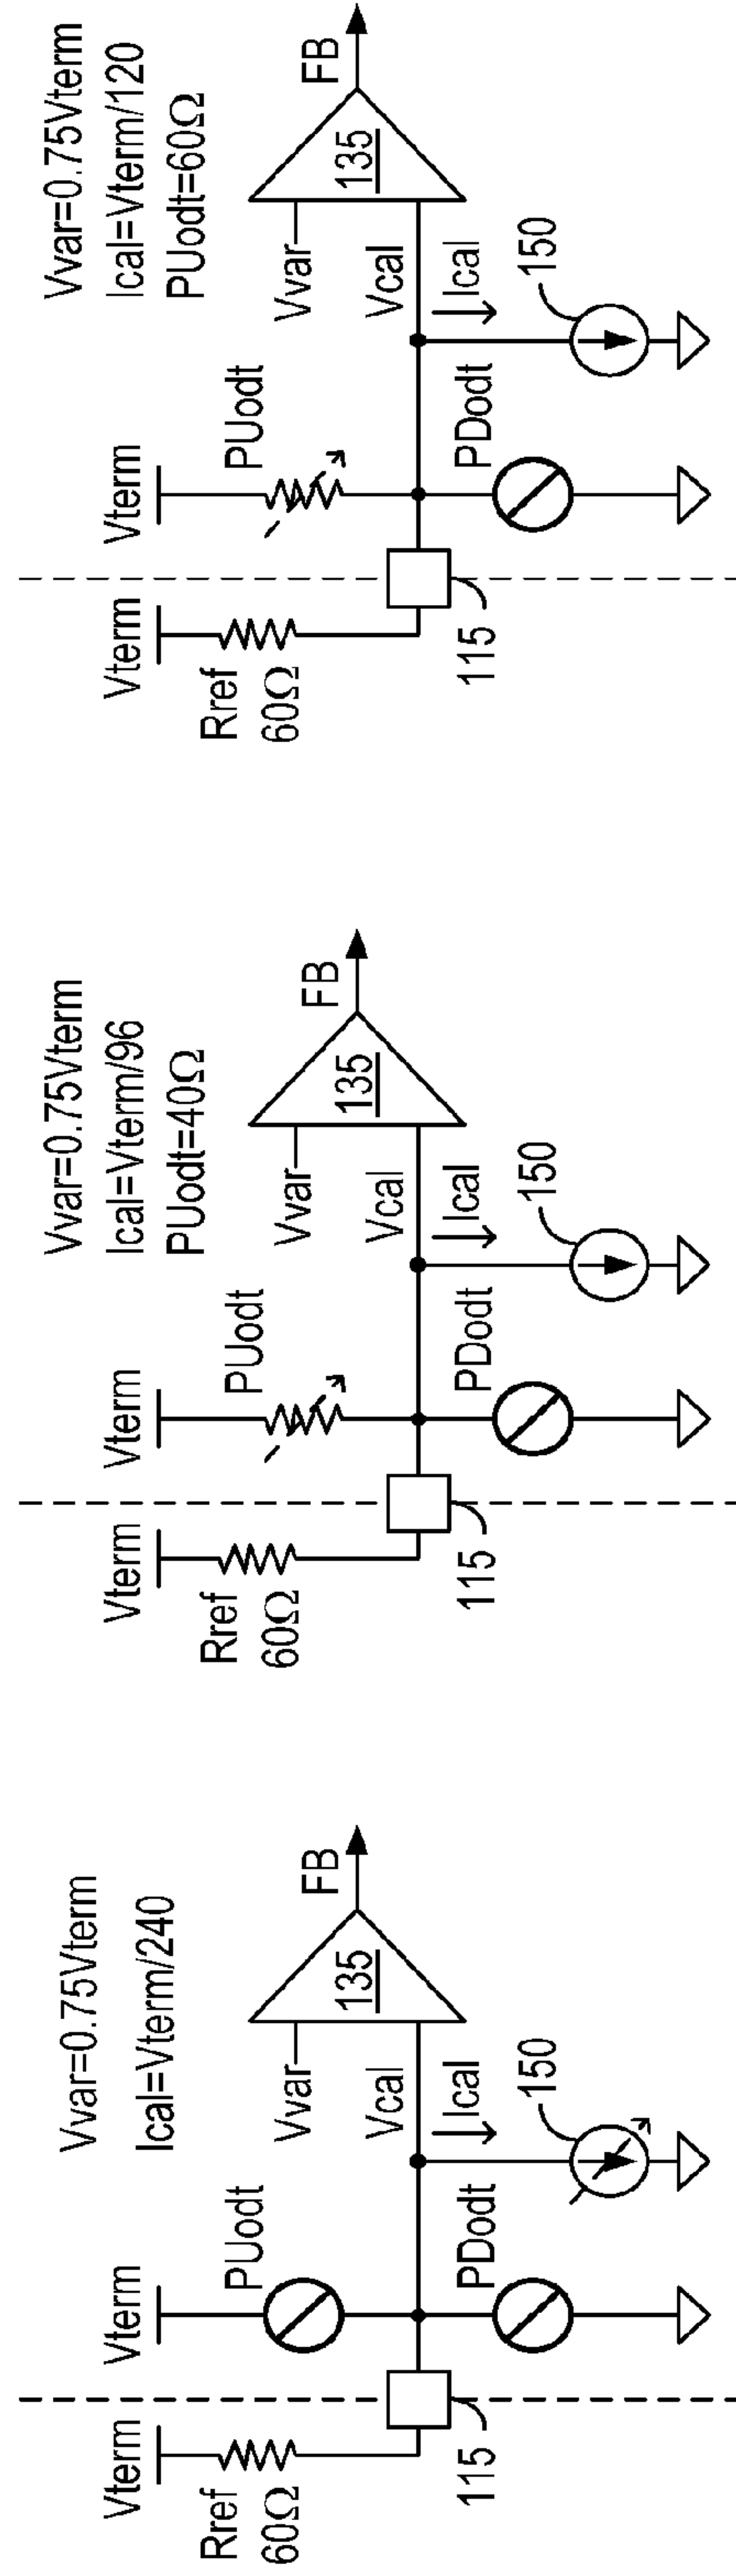 Vvar=0.75Vterm
Ical=Vterm/240
Vterm
Vterm
Rref
60Ω
PUodt
PDodt
115
Vvar
Vcal
Ical
150
135
FB
Vvar=0.75Vterm
Ical=Vterm/96
PUodt=40Ω
Vterm
Vterm
Rref
60Ω
PUodt
PDodt
115
Vvar
Vcal
Ical
150
135
FB
Vvar=0.75Vterm
Ical=Vterm/120
PUodt=60Ω
Vterm
Vterm
Rref
60Ω
PUodt
PDodt
115
Vvar
Vcal
Ical
150
135
FB